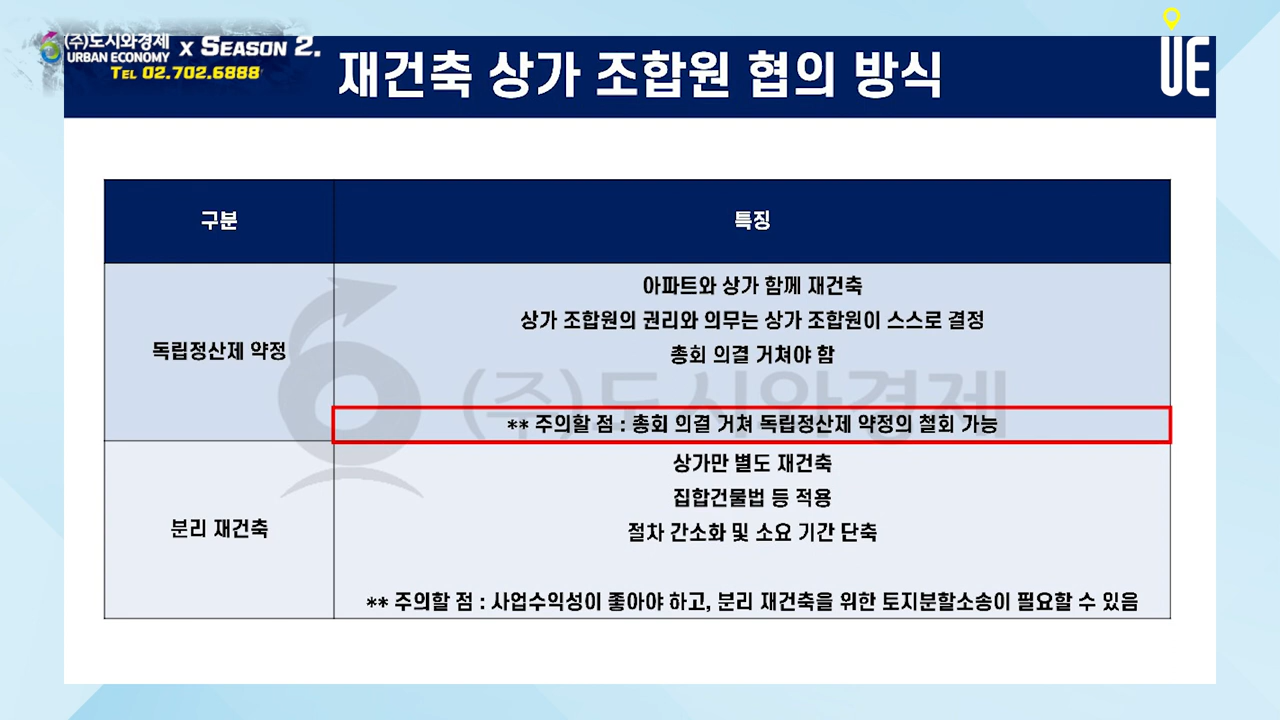 (주)도시와경제
URBAN ECONOMY
x SEASON 2.
TEL 02.702.6888
재건축 상가 조합원 협의 방식
UE
구분
특징
독립정산제 약정
아파트와 상가 함께 재건축
상가 조합원의 권리와 의무는 상가 조합원이 스스로 결정
총회 의결 거쳐야 함
** 주의할 점 : 총회 의결 거쳐 독립정산제 약정의 철회 가능
분리 재건축
상가만 별도 재건축
집합건물법 등 적용
절차 간소화 및 소요 기간 단축
** 주의할 점 : 사업수익성이 좋아야 하고, 분리 재건축을 위한 토지분할소송이 필요할 수 있음
(주)도시와경제